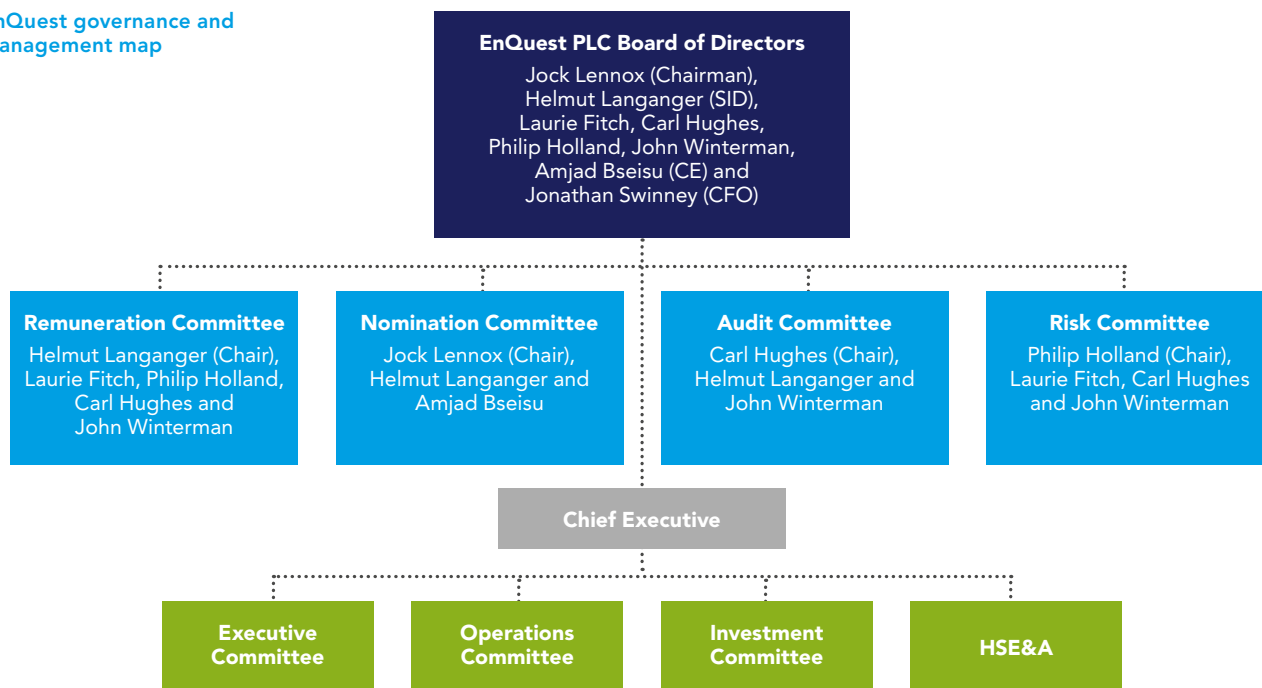 nQuest governance and
anagement map
EnQuest PLC Board of Directors
Jock Lennox (Chairman),
Helmut Langanger (SID),
Laurie Fitch, Carl Hughes,
Philip Holland, John Winterman,
Amjad Bseisu (CE) and
Jonathan Swinney (CFO)
Remuneration Committee
Helmut Langanger (Chair),
Laurie Fitch, Philip Holland,
Carl Hughes and
John Winterman
Nomination Committee
Jock Lennox (Chair),
Helmut Langanger and
Amjad Bseisu
Audit Committee
Carl Hughes (Chair),
Helmut Langanger and
John Winterman
Risk Committee
Philip Holland (Chair),
Laurie Fitch, Carl Hughes
and John Winterman
Chief Executive
Executive
Committee
Operations
Committee
Investment
Committee
HSE&A